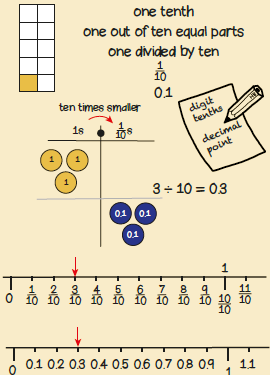 one tenth
one out of ten equal parts
one divided by ten
1/10
0.1
digit
tenths
decimal
point
ten times smaller
1s 1/10s
1 1
1
0.1 0.1
0.1
3 ÷ 10 = 0.3
1
0 1/10 2/10 3/10 4/10 5/10 6/10 7/10 8/10 9/10 10/10 11/10
0 0.1 0.2 0.3 0.4 0.5 0.6 0.7 0.8 0.9 1 1.1